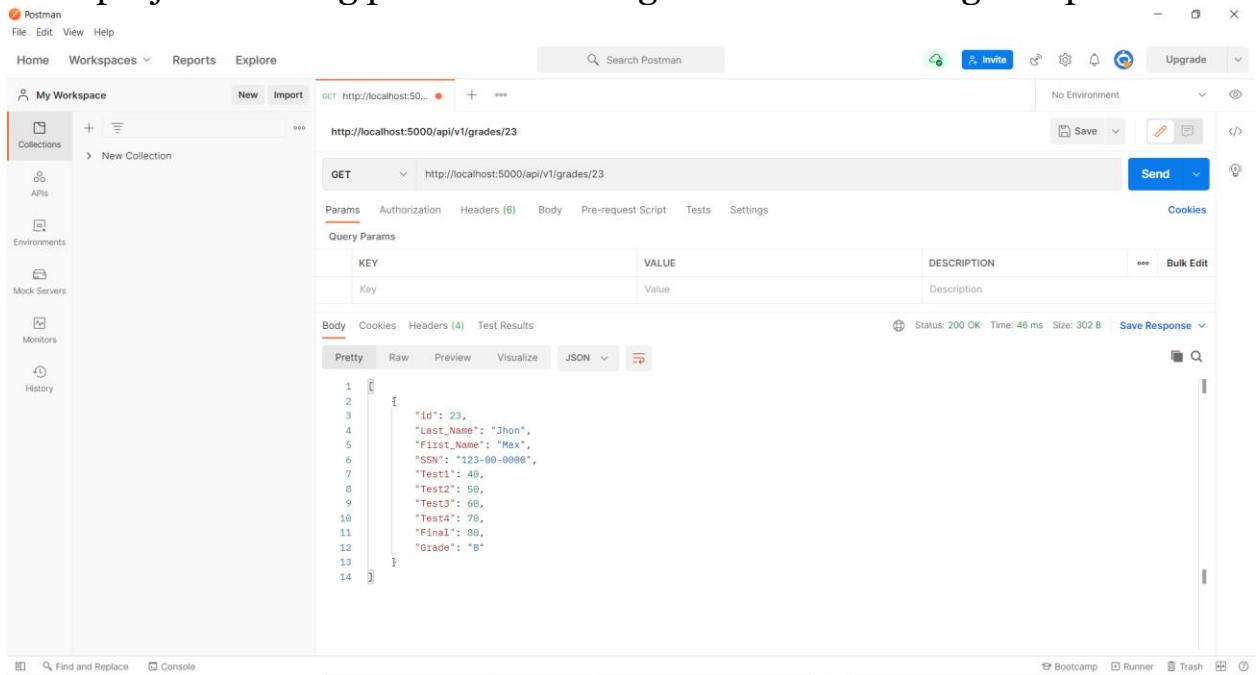 Postman
File Edit View Help
Home Workspaces Reports Explore Search Postman Invite Upgrade
My Workspace New Import GET http://localhost:50... No Environment
Collections
New Collection
APIs
Environments
Mock Servers
Monitors
History
http://localhost:5000/api/v1/grades/23 Save
GET http://localhost:5000/api/v1/grades/23 Send
Params Authorization Headers (6) Body Pre-request Script Tests Settings Cookies
Query Params
KEY VALUE DESCRIPTION Bulk Edit
Key Value Description
Body Cookies Headers (4) Test Results Status: 200 OK Time: 46 ms Size: 302 B Save Response
Pretty Raw Preview Visualize JSON
1 [
2 {
3 "id": 23,
4 "Last_Name": "Jhon",
5 "First_Name": "Max",
6 "SSN": "123-00-0000",
7 "Test1": 40,
8 "Test2": 50,
9 "Test3": 60,
10 "Test4": 70,
11 "Final": 80,
12 "Grade": "B"
13 }
14 ]
Find and Replace Console Bootcamp Runner Trash